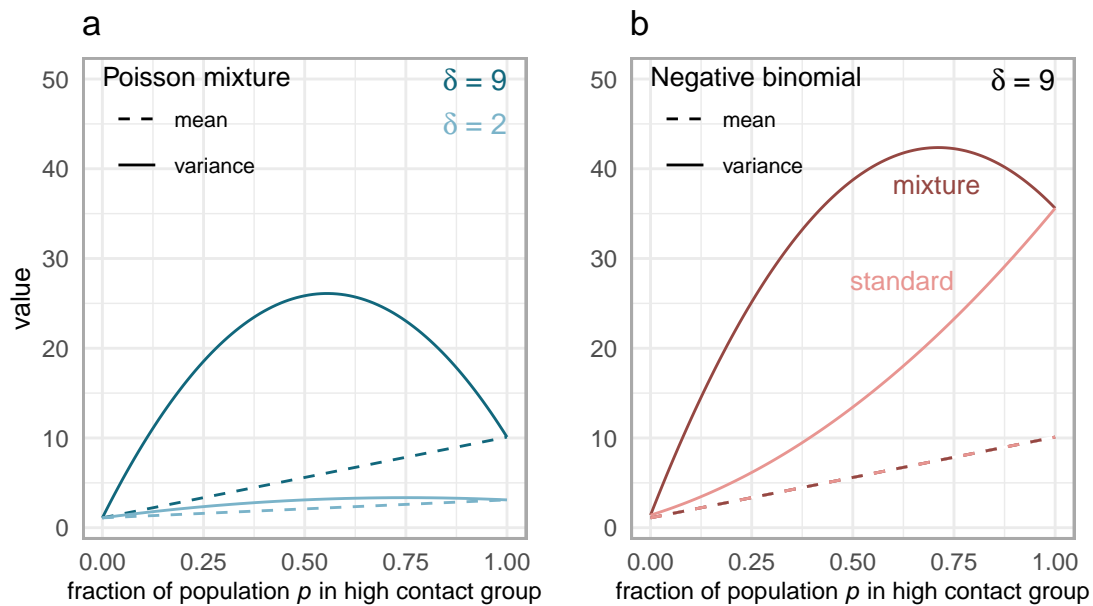 a
Poisson mixture
δ = 9
δ = 2
mean
variance
value
50
40
30
20
10
0
0.00 0.25 0.50 0.75 1.00
fraction of population p in high contact group
b
Negative binomial
δ = 9
mean
variance
mixture
standard
50
40
30
20
10
0
0.00 0.25 0.50 0.75 1.00
fraction of population p in high contact group